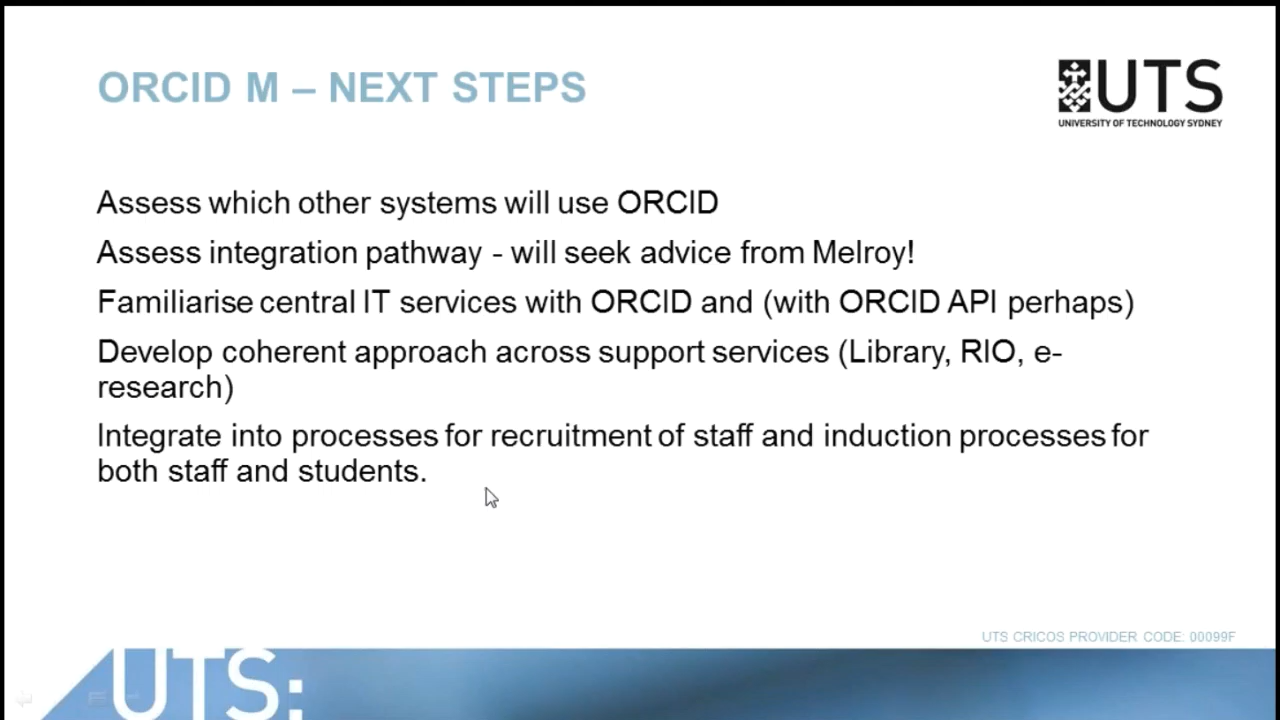 ORCID M – NEXT STEPS
UTS
UNIVERSITY OF TECHNOLOGY SYDNEY
Assess which other systems will use ORCID
Assess integration pathway - will seek advice from Melroy!
Familiarise central IT services with ORCID and (with ORCID API perhaps)
Develop coherent approach across support services (Library, RIO, e-
research)
Integrate into processes for recruitment of staff and induction processes for
both staff and students.
UTS CRICOS PROVIDER CODE: 00099F
UTS: